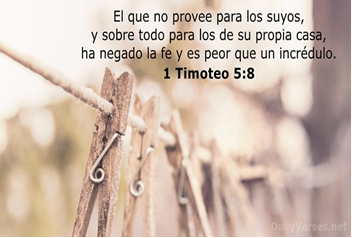 El que no provee para los suyos,
y sobre todo para los de su propia casa,
ha negado la fe y es peor que un incrédulo.
1 Timoteo 5:8
DailyVerses.net